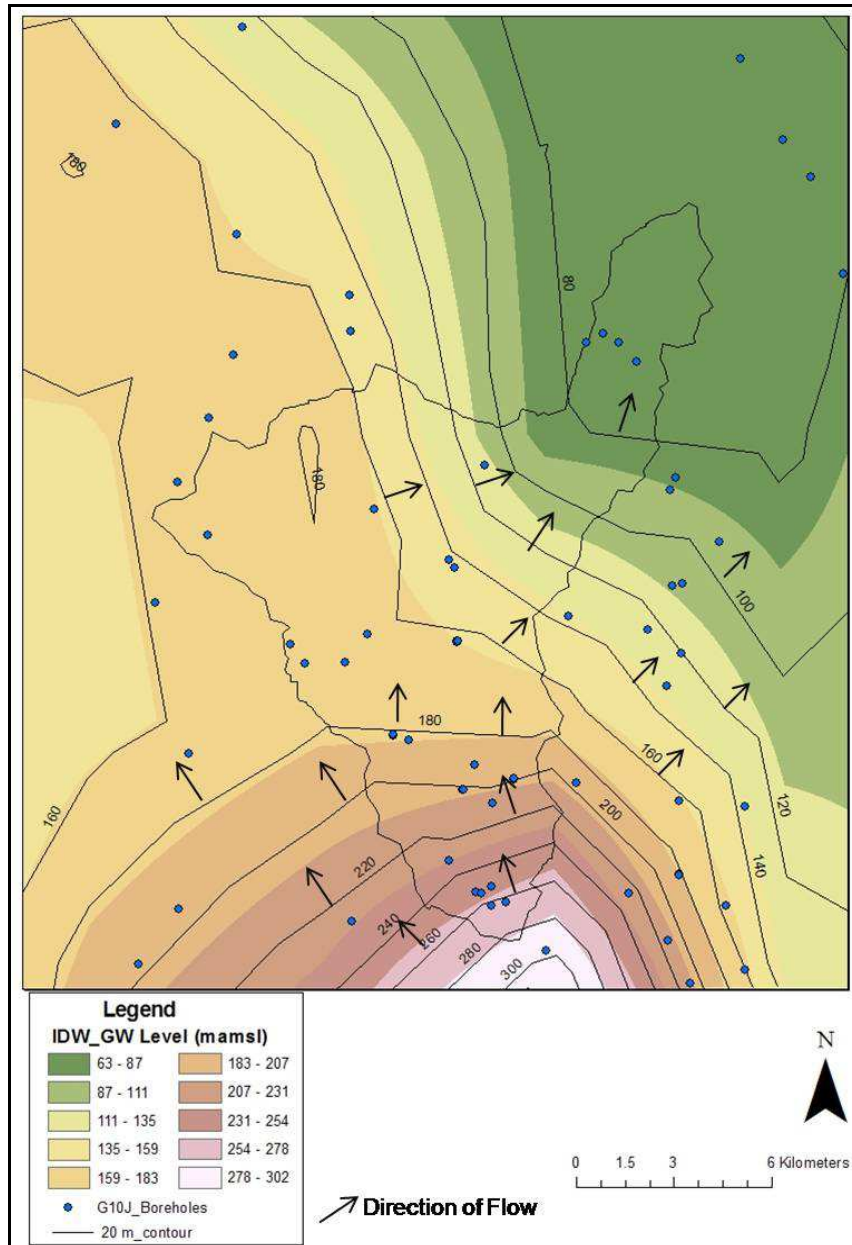 180
80
180
100
180
160
160
200
120
220
140
240
260
280
300
Legend
IDW_GW Level (mamsl)
63 - 87
183 - 207
87 - 111
207 - 231
111 - 135
231 - 254
135 - 159
254 - 278
159 - 183
278 - 302
G10J_Boreholes
20 m_contour
Direction of Flow
N
0 1.5 3 6 Kilometers